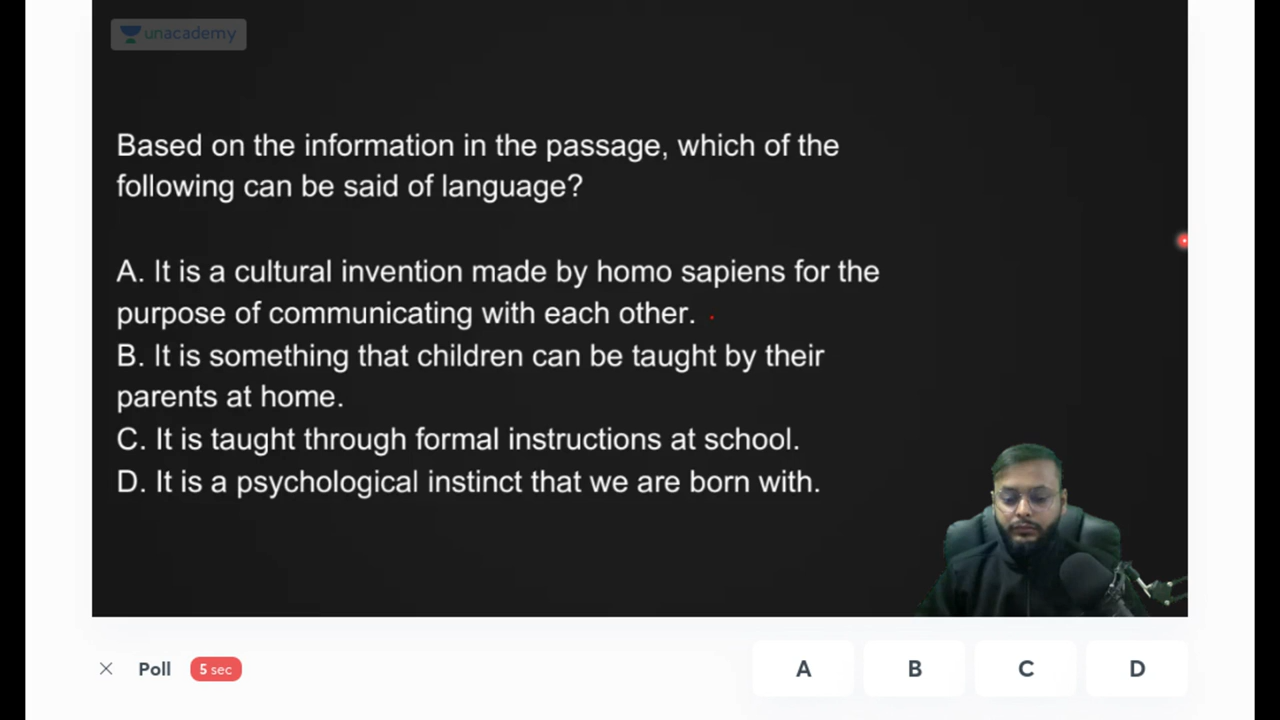 unacademy
Based on the information in the passage, which of the
following can be said of language?
A. It is a cultural invention made by homo sapiens for the
purpose of communicating with each other.
B. It is something that children can be taught by their
parents at home.
C. It is taught through formal instructions at school.
D. It is a psychological instinct that we are born with.
Poll 5 sec A B C D